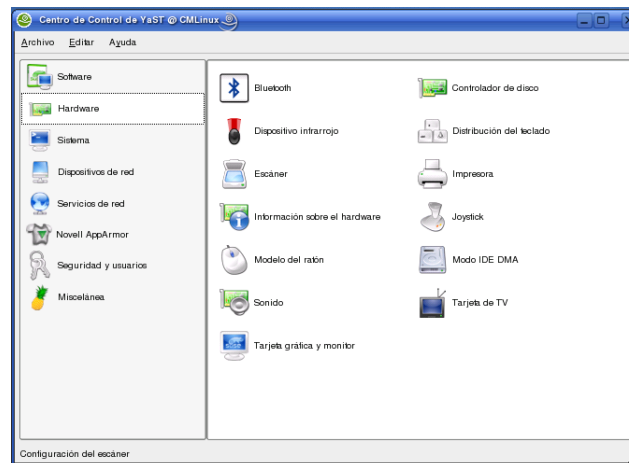 Centro de Control de YaST @ CMLinux
Archivo Editar Ayuda
Software
Hardware
Sistema
Dispositivos de red
Servicios de red
Novell AppArmor
Seguridad y usuarios
Miscelánea
Bluetooth
Controlador de disco
Dispositivo infrarrojo
Distribución del teclado
Escáner
Impresora
Información sobre el hardware
Joystick
Modelo del ratón
Modo IDE DMA
Sonido
Tarjeta de TV
Tarjeta gráfica y monitor
Configuración del escáner